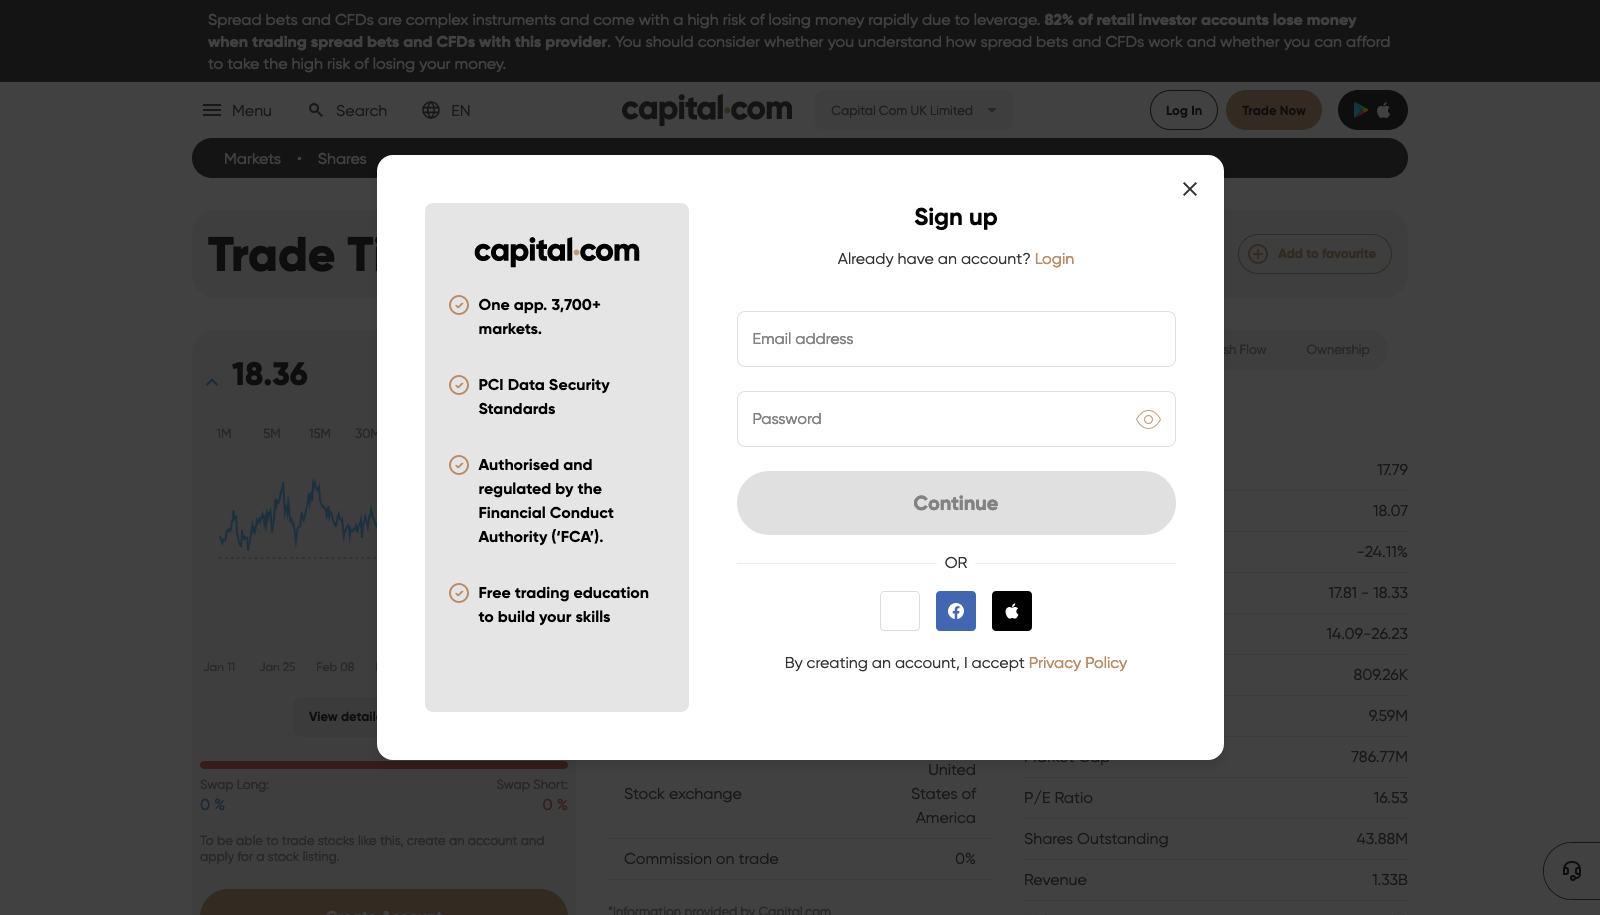 Spread bets and CFDs are complex instruments and come with a high risk of losing money rapidly due to leverage. 82% of retail investor accounts lose money
when trading spread bets and CFDs with this provider. You should consider whether you understand how spread bets and CFDs work and whether you can afford
to take the high risk of losing your money.
Menu
Search
EN
capital.com
Capital Com UK Limited
Log In
Trade Now
Markets • Shares
Trade
Add to favourite
18.36
1M 5M 15M
Jan 11 Jan 25 Feb 08
View
Swap Long: Swap Short:
0 % 0 %
To be able to trade stocks like this, create an account and
apply for a stock listing.
Flow
Ownership
17.79
18.07
-24.11%
17.81 - 18.33
14.09-26.23
809.26K
9.59M
786.77M
P/E Ratio 16.53
Shares Outstanding 43.88M
Revenue 1.33B
Stock exchange
United
States of
America
Commission on trade 0%
*Information provided by Capital.com
capital.com
One app. 3,700+
markets.
PCI Data Security
Standards
Authorised and
regulated by the
Financial Conduct
Authority (‘FCA’).
Free trading education
to build your skills
Sign up
Already have an account? Login
Email address
Password
Continue
OR
By creating an account, I accept Privacy Policy